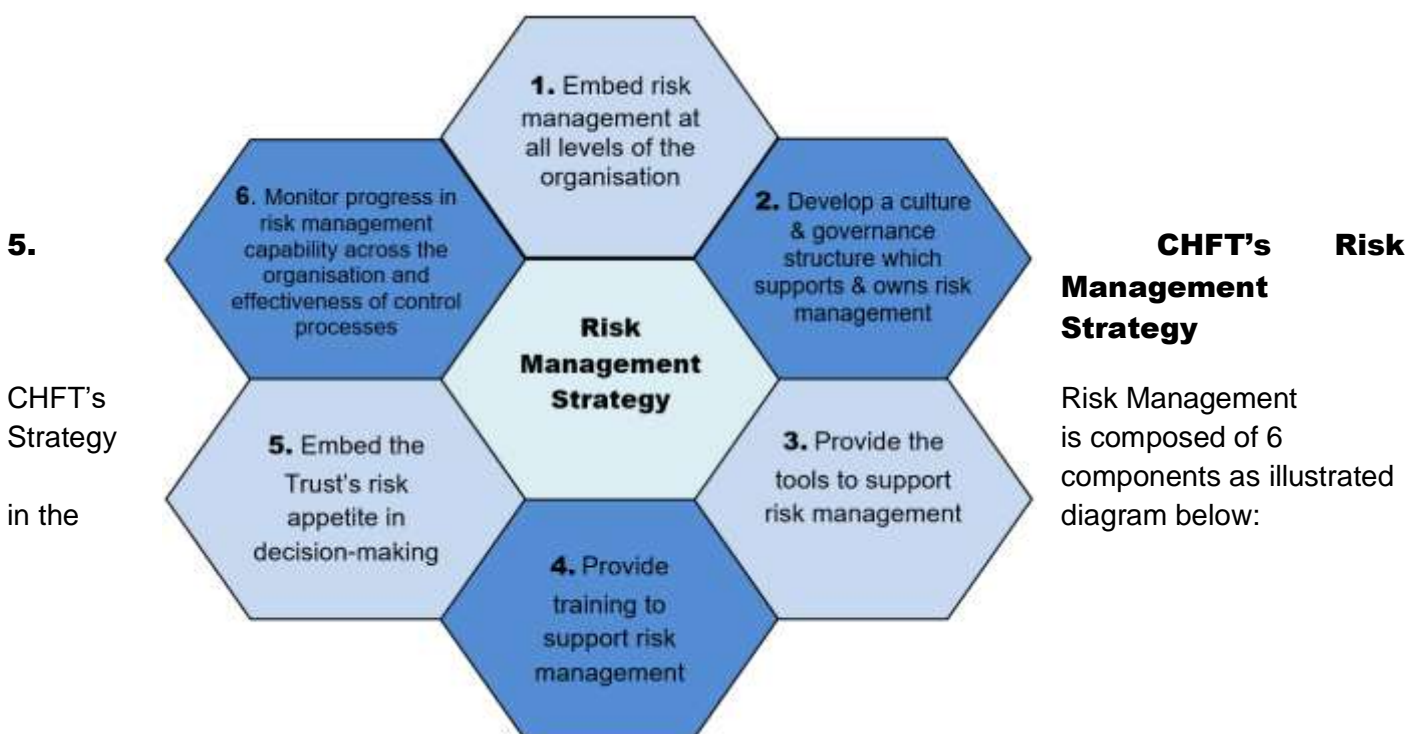 1. Embed risk
management at
all levels of the
organisation
6. Monitor progress in
risk management
capability across the
organisation and
effectiveness of control
processes
2. Develop a culture
& governance
structure which
supports & owns risk
management
5. CHFT's Risk
Management
Strategy
Risk
Management
Strategy
CHFT's Risk Management
Strategy is composed of 6
components as illustrated
in the diagram below:
3. Provide the
tools to support
risk management
5. Embed the
Trust's risk
appetite in
decision-making
4. Provide
training to
support risk
management